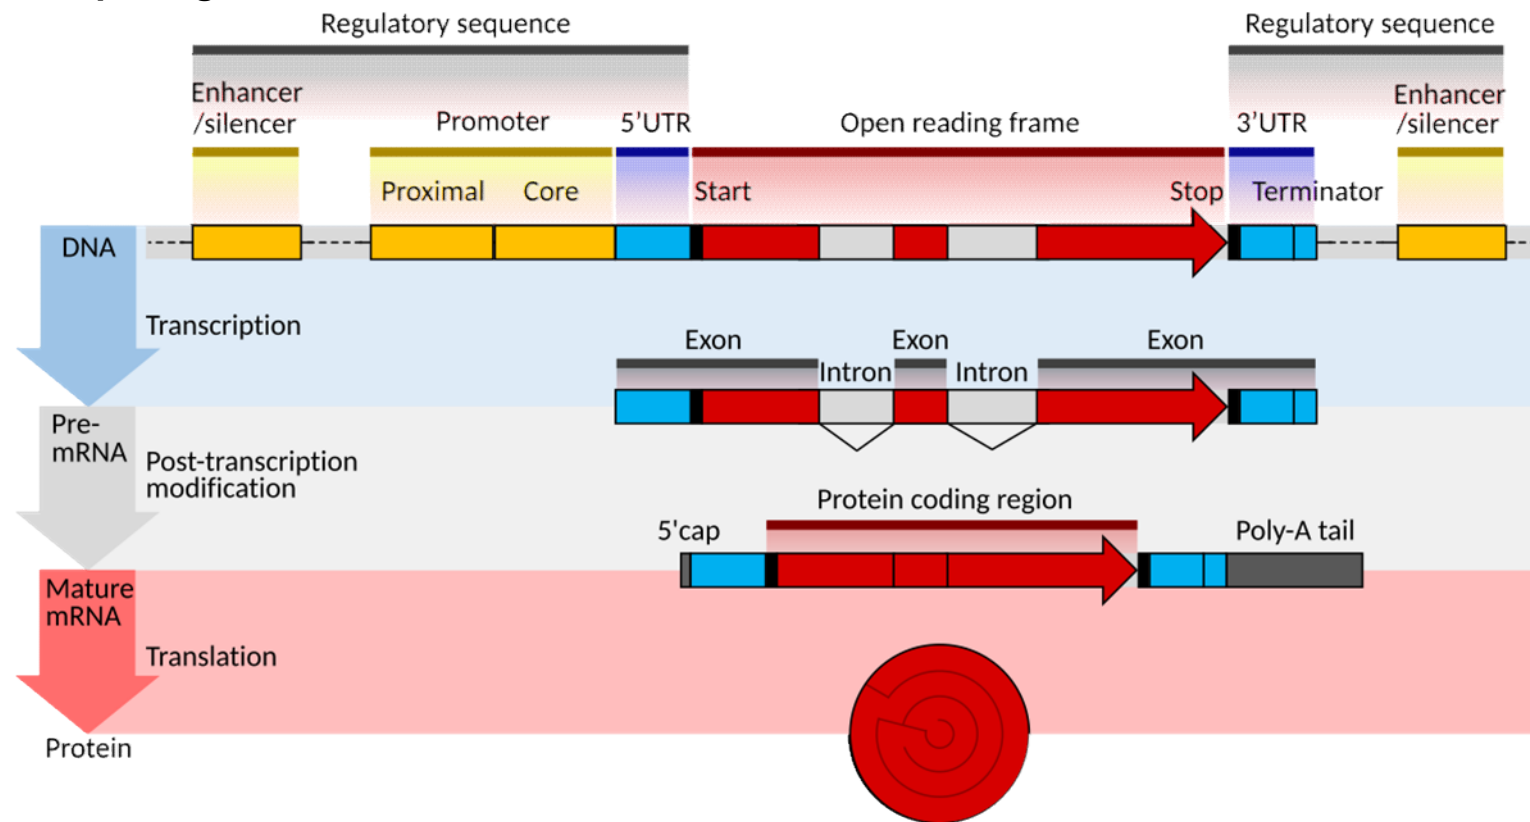 Regulatory sequence
Regulatory sequence
Enhancer
/silencer
Promoter
5’UTR
Open reading frame
3’UTR
Enhancer
/silencer
Proximal
Core
Start
Stop
Terminator
DNA
Transcription
Exon
Exon
Exon
Intron
Intron
Pre-
mRNA
Post-transcription
modification
Protein coding region
5'cap
Poly-A tail
Mature
mRNA
Translation
Protein